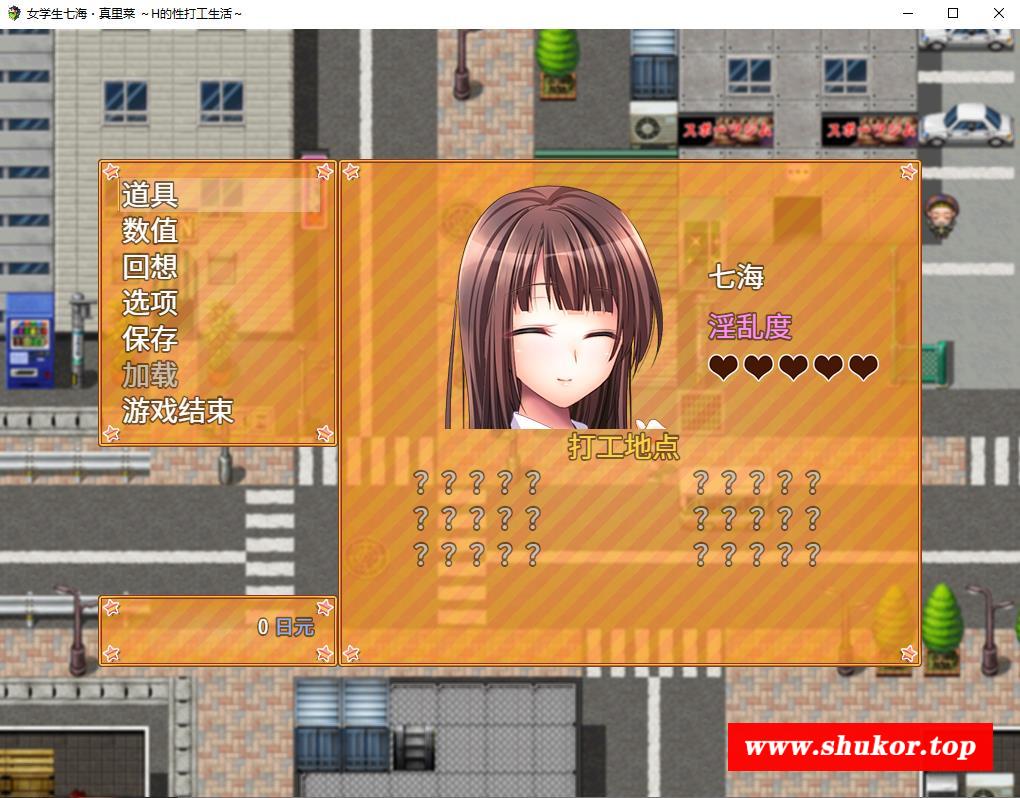 女学生七海・真里菜 ～H的性打工生活～
スポーツジム
スポーツジム
道具
数值
回想
选项
保存
加载
游戏结束
七海
淫乱度
打工地点
？？？？？ ？？？？？
？？？？？ ？？？？？
？？？？？ ？？？？？
0 日元
www.shukor.top